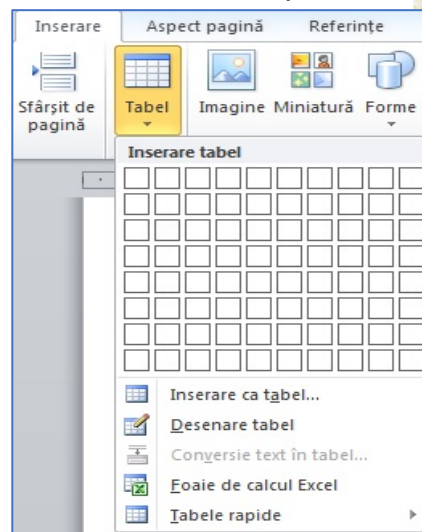 Inserare Aspect pagină Referințe
Sfârșit de pagină Tabel Imagine Miniatură Forme
Inserare tabel
Inserare ca tabel...
Desenare tabel
Conversie text în tabel...
Foaie de calcul Excel
Tabele rapide